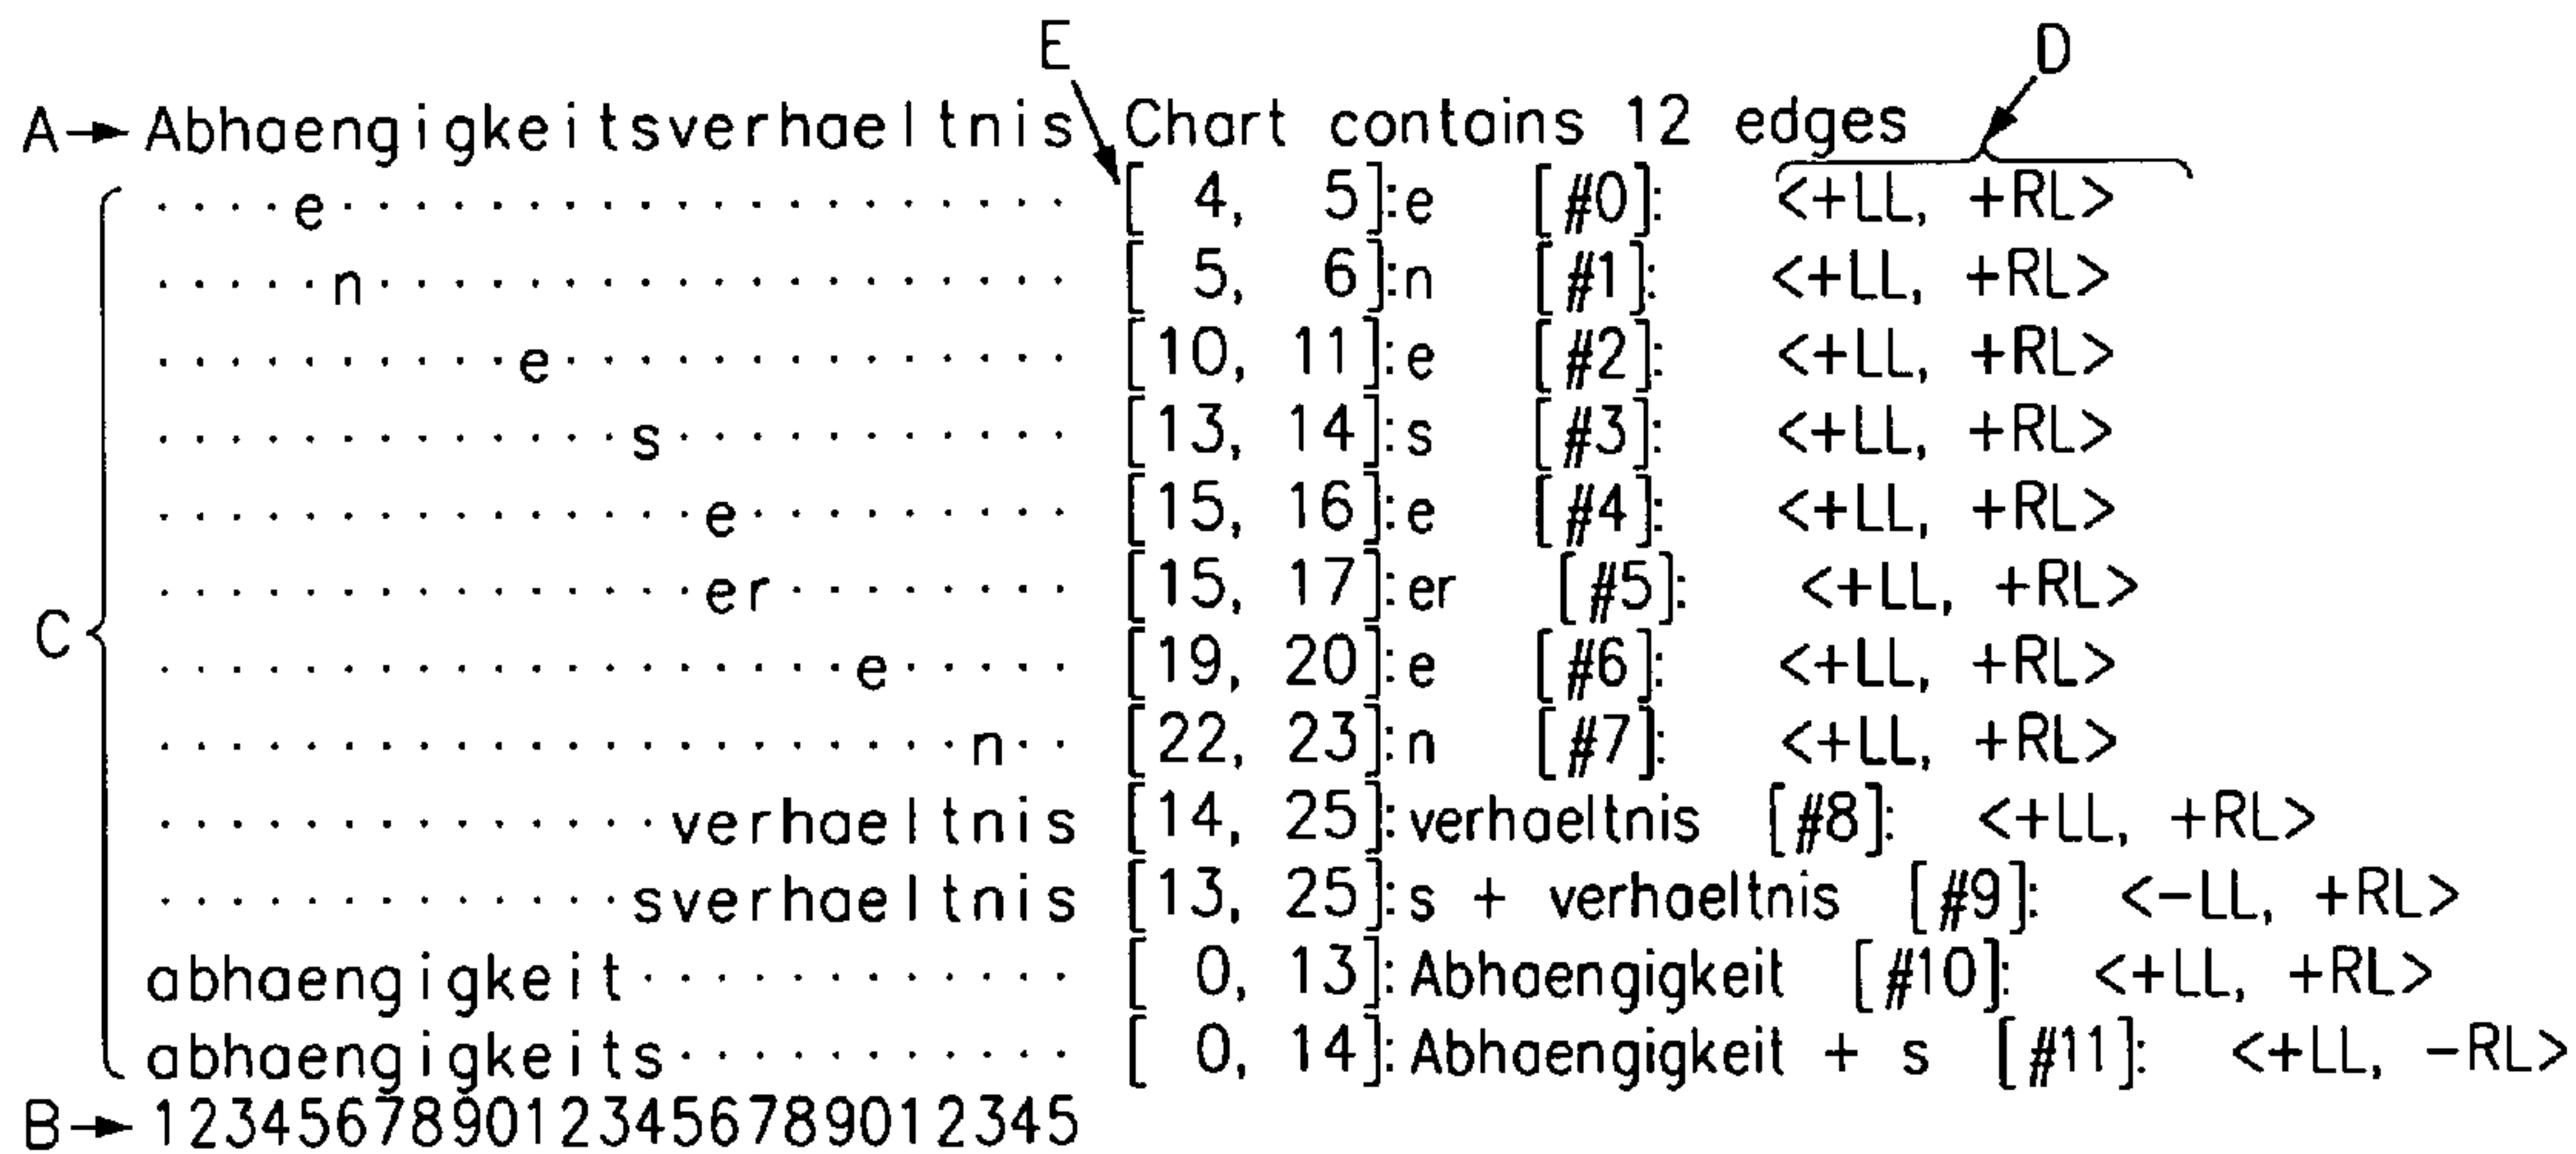 E D
A → Abhaengigkeitsverhaeltnis Chart contains 12 edges
. . . . e . . . . . . . . . . . . . . . . . . . . [ 4, 5]:e [#0]: <+LL, +RL>
. . . . . n . . . . . . . . . . . . . . . . . . . [ 5, 6]:n [#1]: <+LL, +RL>
. . . . . . . . . . e . . . . . . . . . . . . . . [10, 11]:e [#2]: <+LL, +RL>
. . . . . . . . . . . . . s . . . . . . . . . . . [13, 14]:s [#3]: <+LL, +RL>
. . . . . . . . . . . . . . . e . . . . . . . . . [15, 16]:e [#4]: <+LL, +RL>
C . . . . . . . . . . . . . . . er . . . . . . . . [15, 17]:er [#5]: <+LL, +RL>
. . . . . . . . . . . . . . . . . . . e . . . . . [19, 20]:e [#6]: <+LL, +RL>
. . . . . . . . . . . . . . . . . . . . . . n . . [22, 23]:n [#7]: <+LL, +RL>
. . . . . . . . . . . . . . verhaeltnis [14, 25]:verhaeltnis [#8]: <+LL, +RL>
. . . . . . . . . . . . . sverhaeltnis [13, 25]:s + verhaeltnis [#9]: <-LL, +RL>
abhaengigkeit . . . . . . . . . . . . [ 0, 13]:Abhaengigkeit [#10]: <+LL, +RL>
abhaengigkeits . . . . . . . . . . . [ 0, 14]:Abhaengigkeit + s [#11]: <+LL, -RL>
B → 1234567890123456789012345